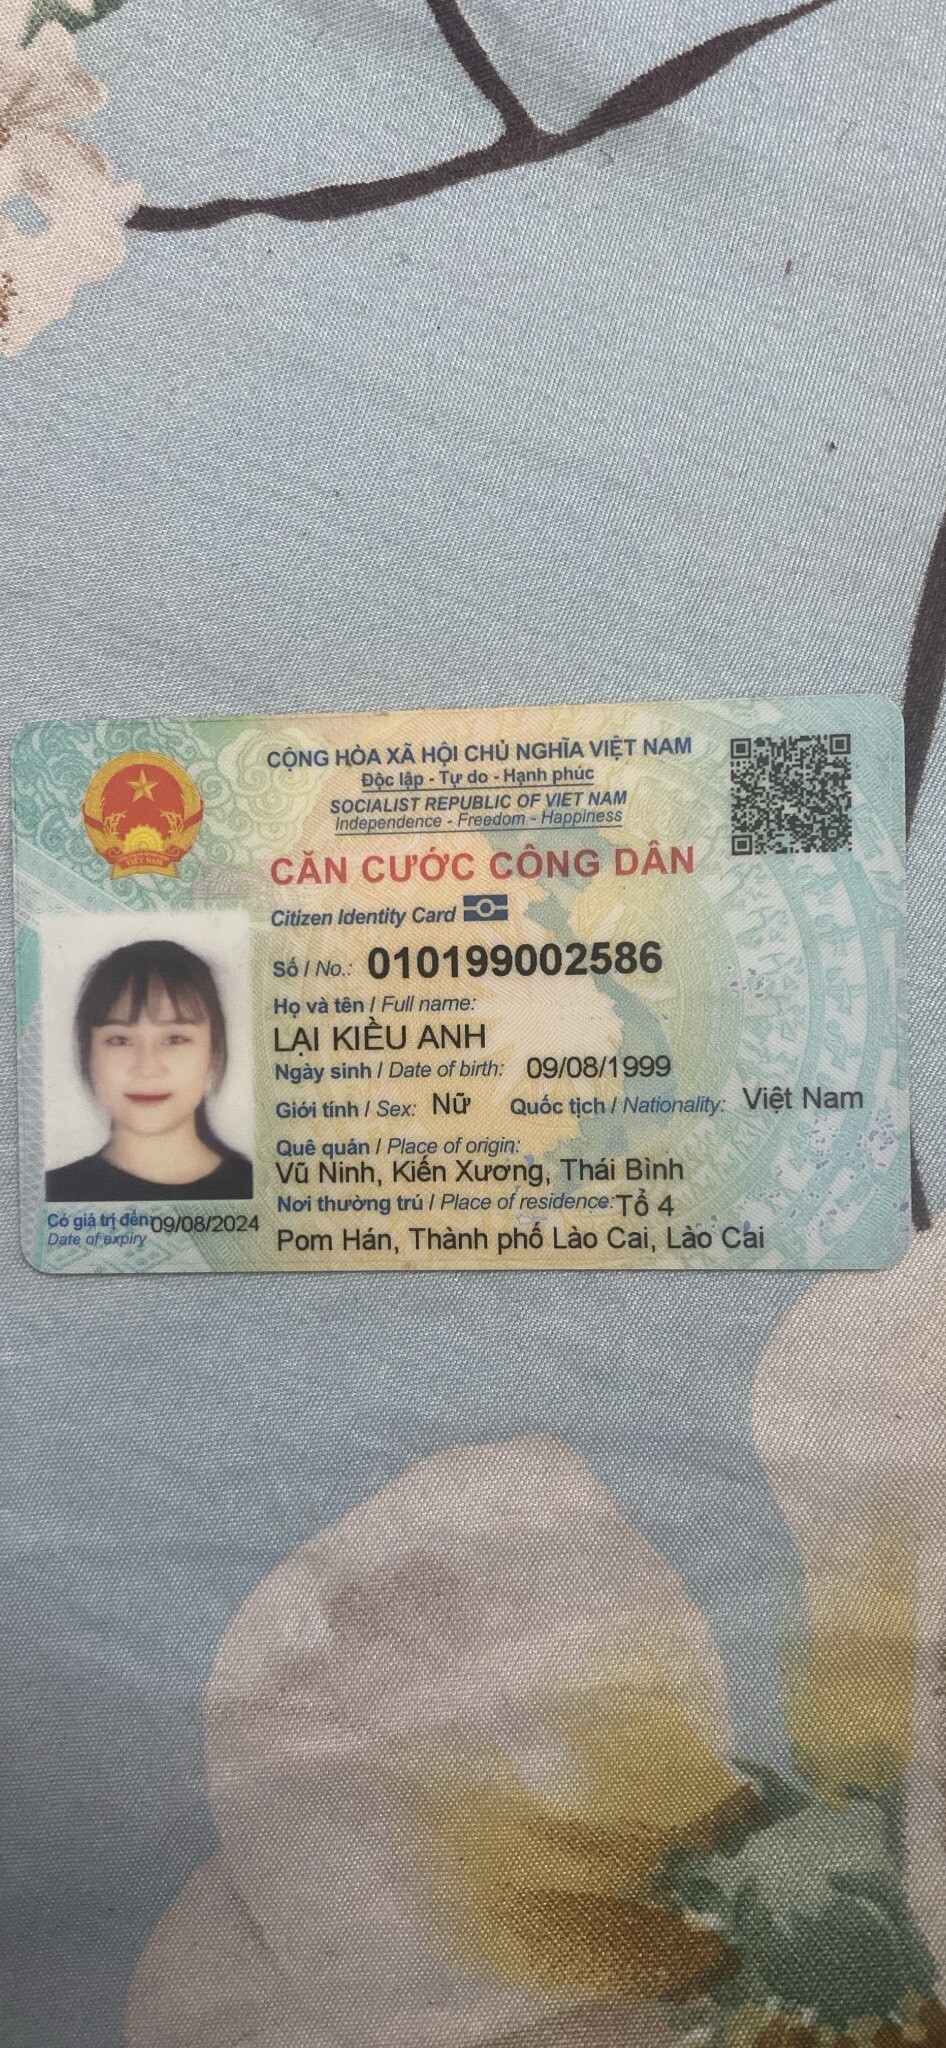 CỘNG HÒA XÃ HỘI CHỦ NGHĨA VIỆT NAM
Độc lập - Tự do - Hạnh phúc
SOCIALIST REPUBLIC OF VIET NAM
Independence - Freedom - Happiness
VIỆT NAM
CĂN CƯỚC CÔNG DÂN
Citizen Identity Card
Số / No.: 010199002586
Họ và tên / Full name:
LẠI KIỀU ANH
Ngày sinh / Date of birth: 09/08/1999
Giới tính / Sex: Nữ Quốc tịch / Nationality: Việt Nam
Quê quán / Place of origin:
Vũ Ninh, Kiến Xương, Thái Bình
Nơi thường trú / Place of residence: Tổ 4
Pom Hán, Thành phố Lào Cai, Lào Cai
Có giá trị đến: 09/08/2024
Date of expiry